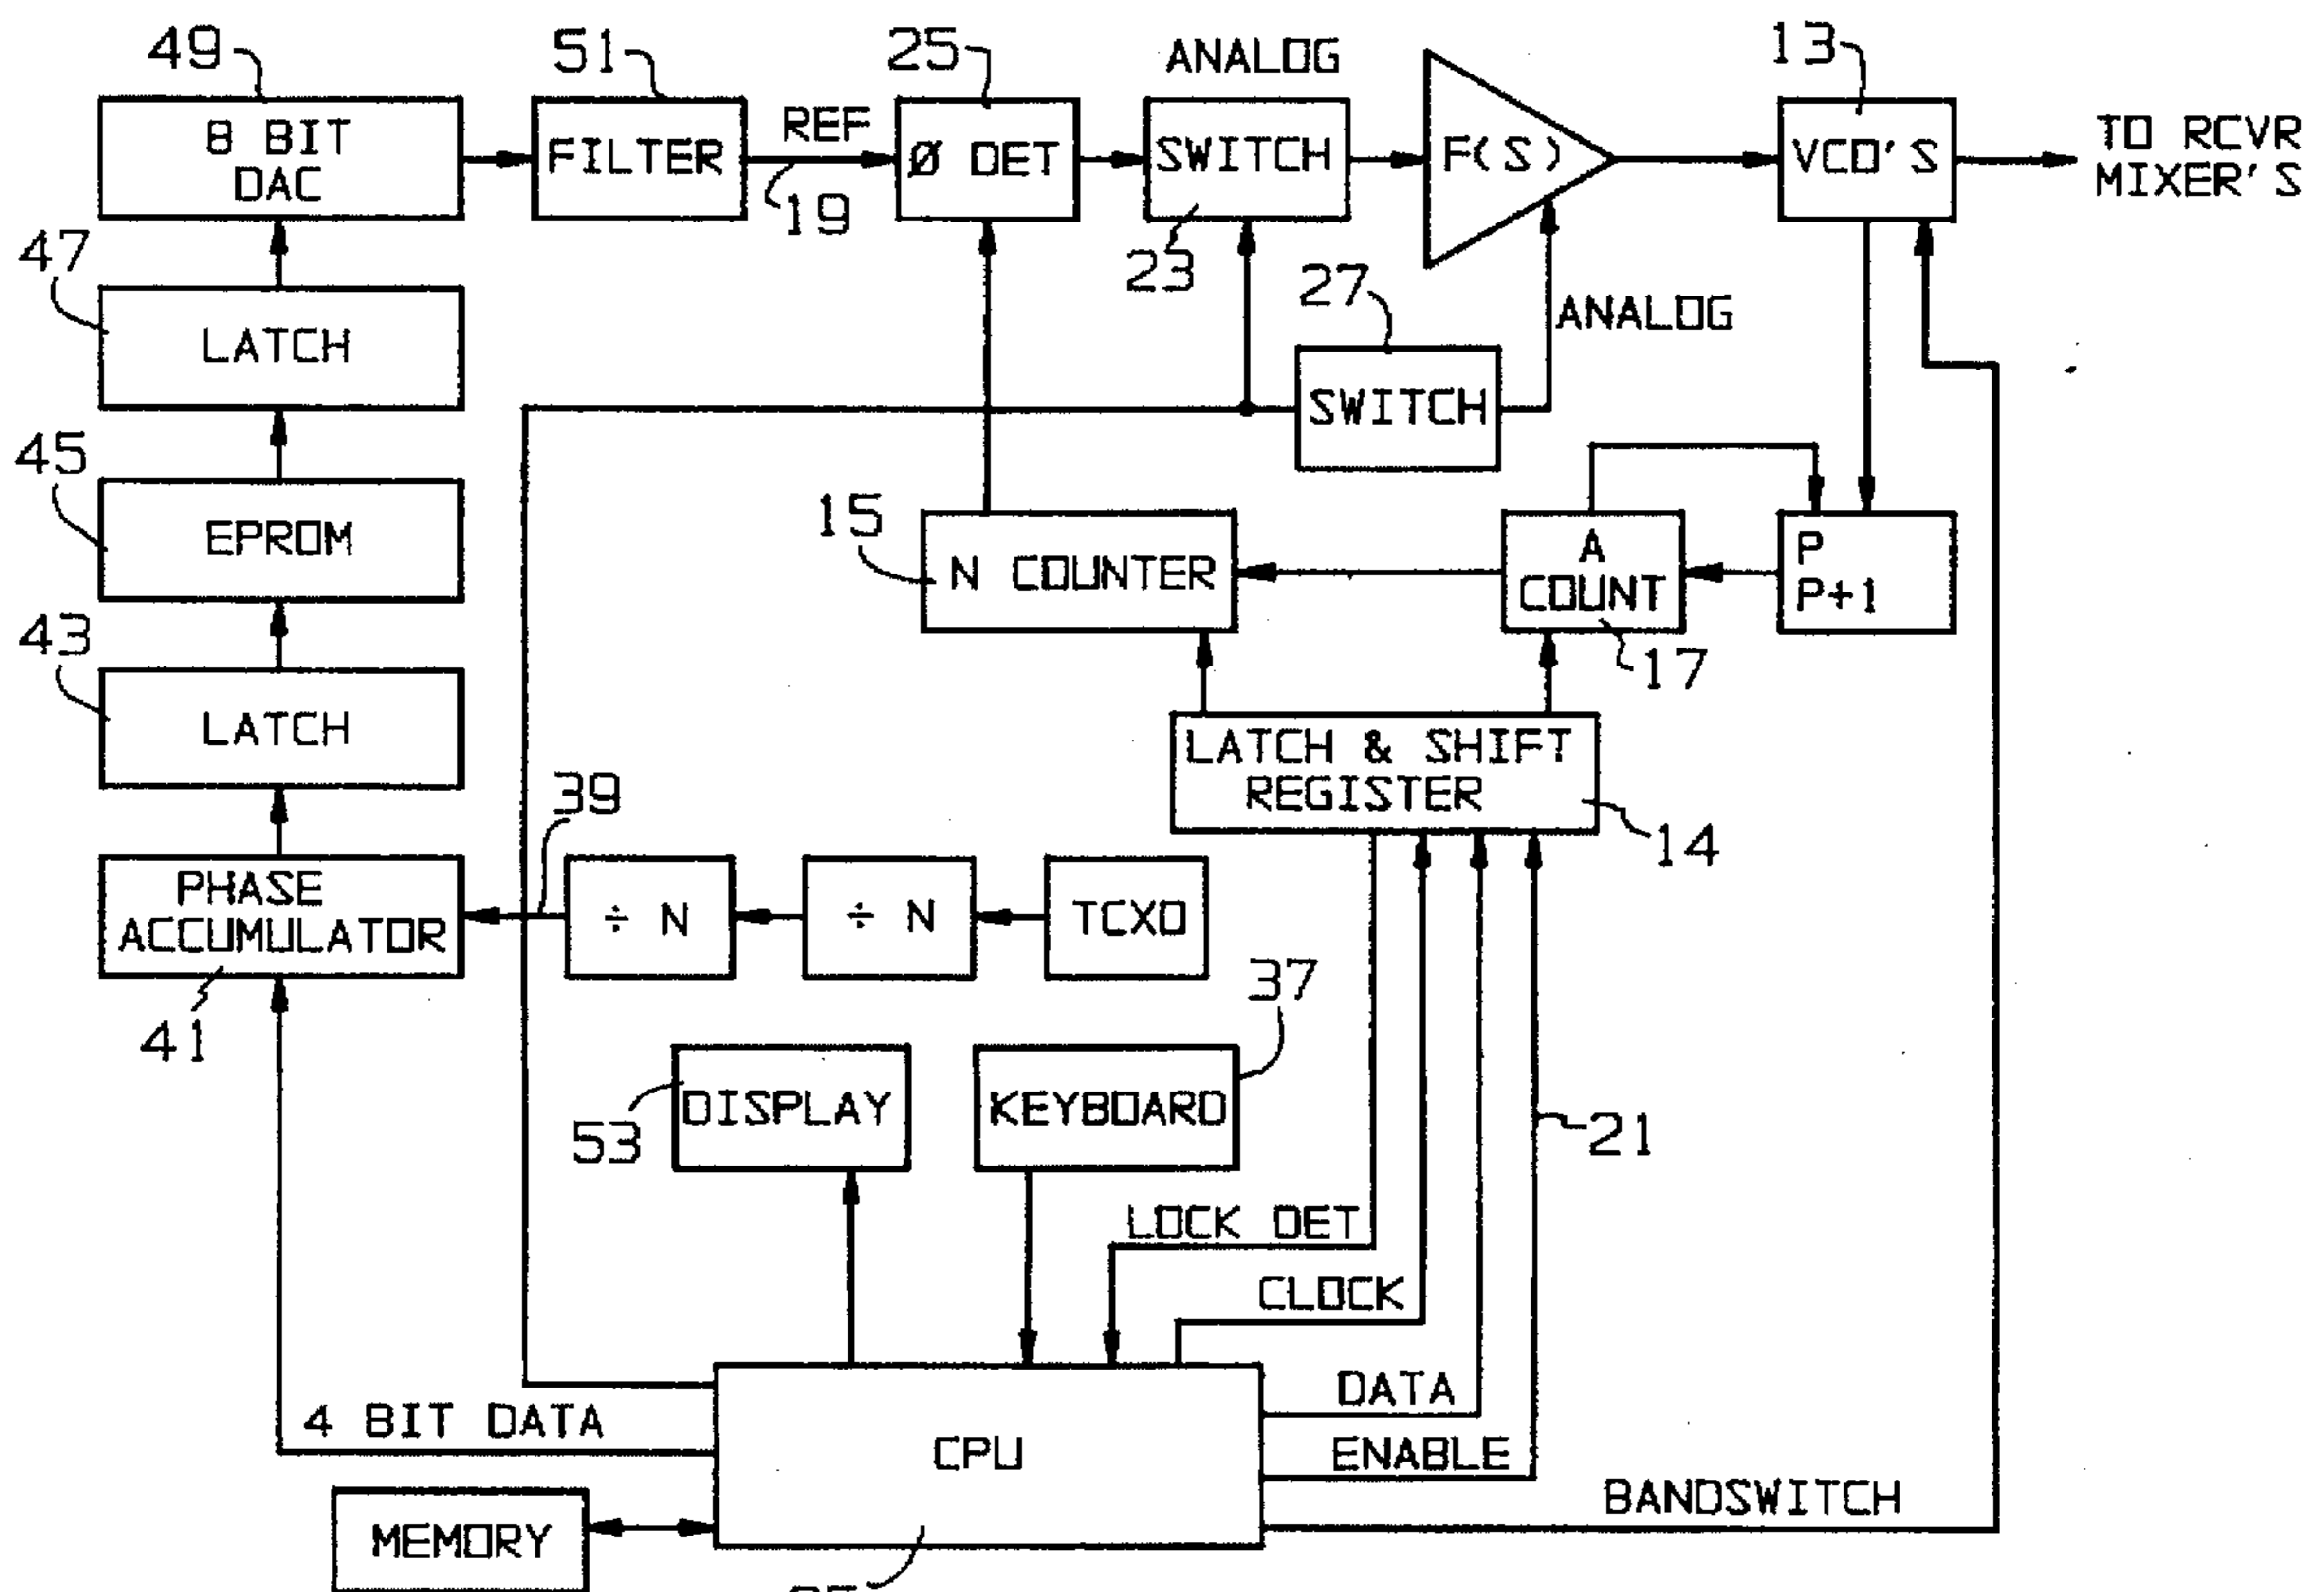 49
51
25
ANALOG
13
8 BIT
DAC
FILTER
REF
19
Ø DET
SWITCH
23
F(S)
VCO'S
TO RCVR
MIXER'S
47
LATCH
27
SWITCH
ANALOG
45
EPROM
15
N COUNTER
A
COUNT
17
P
P+1
43
LATCH
LATCH & SHIFT
REGISTER
14
39
PHASE
ACCUMULATOR
41
÷ N
÷ N
TCXO
37
53
DISPLAY
KEYBOARD
21
LOCK DET
CLOCK
DATA
ENABLE
BANDSWITCH
4 BIT DATA
CPU
MEMORY